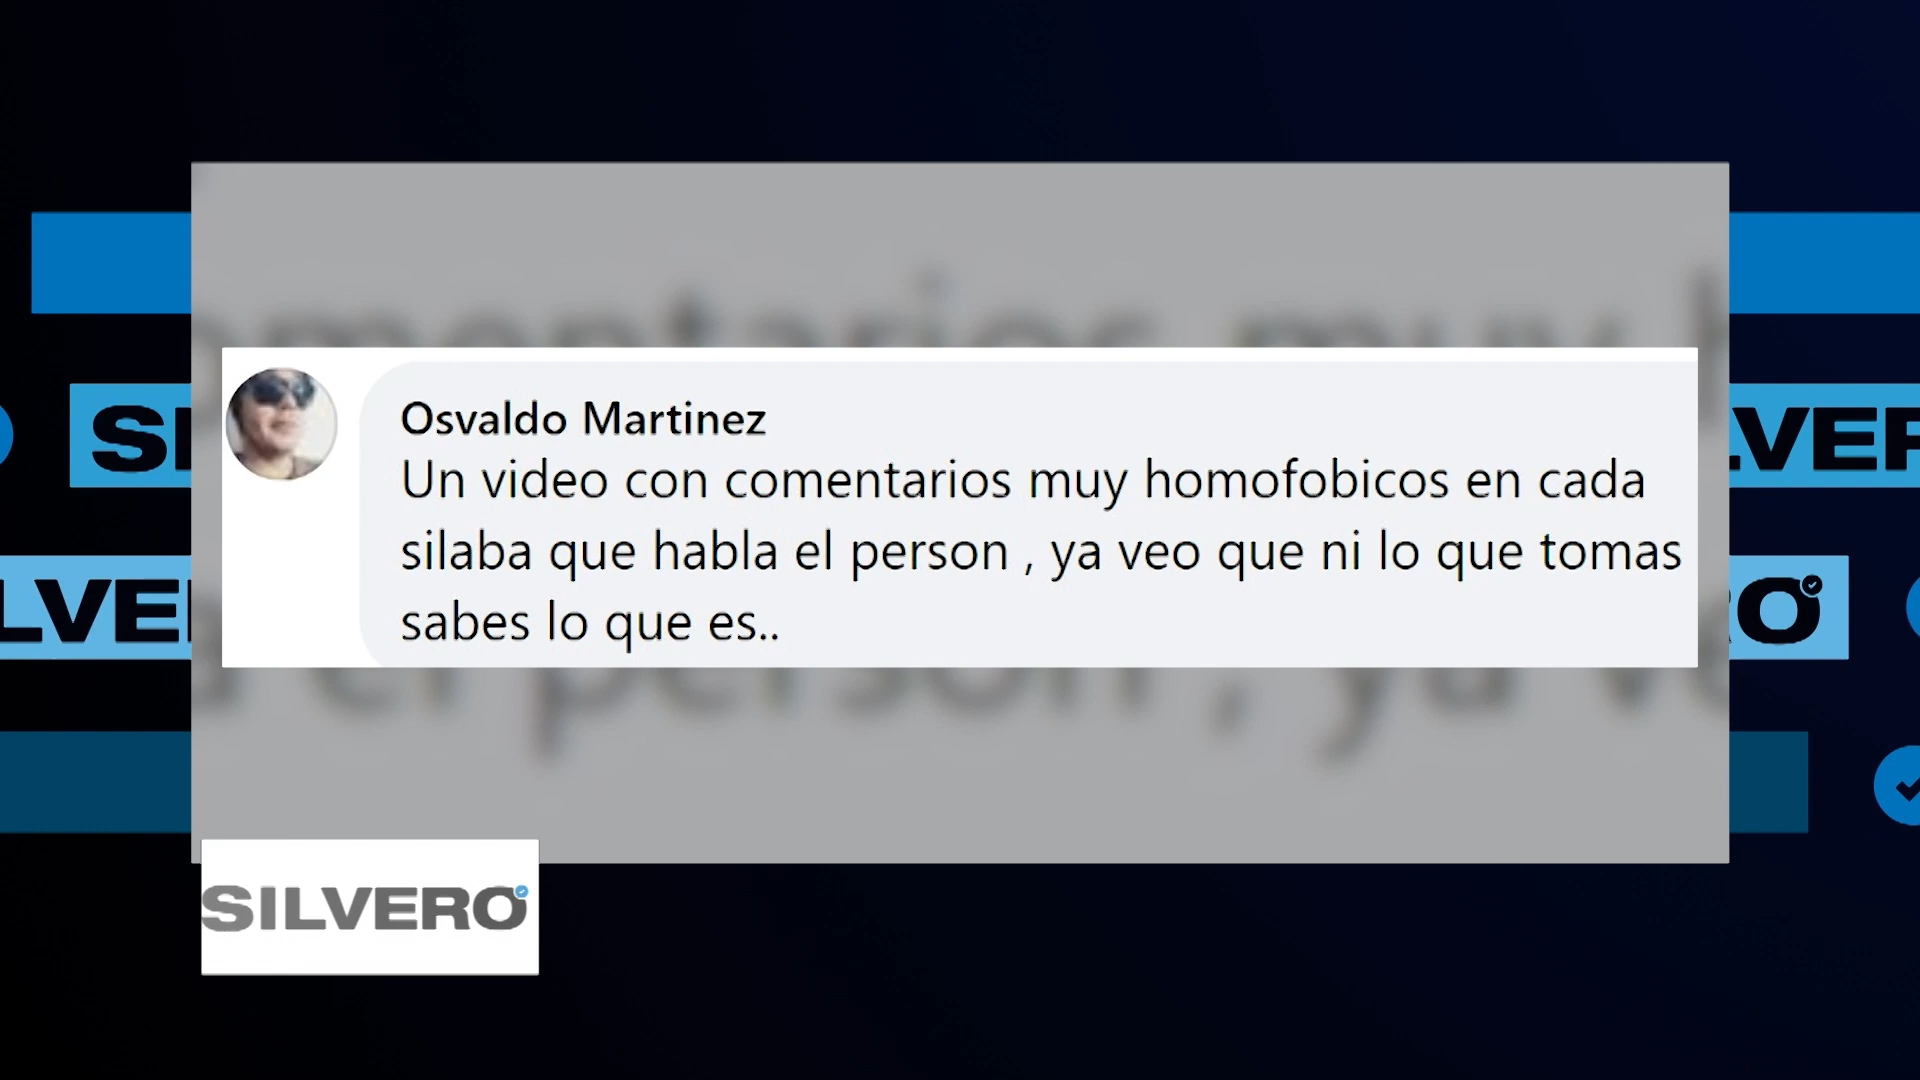 Osvaldo Martinez
Un video con comentarios muy homofobicos en cada
silaba que habla el person , ya veo que ni lo que tomas
sabes lo que es..
SILVERO